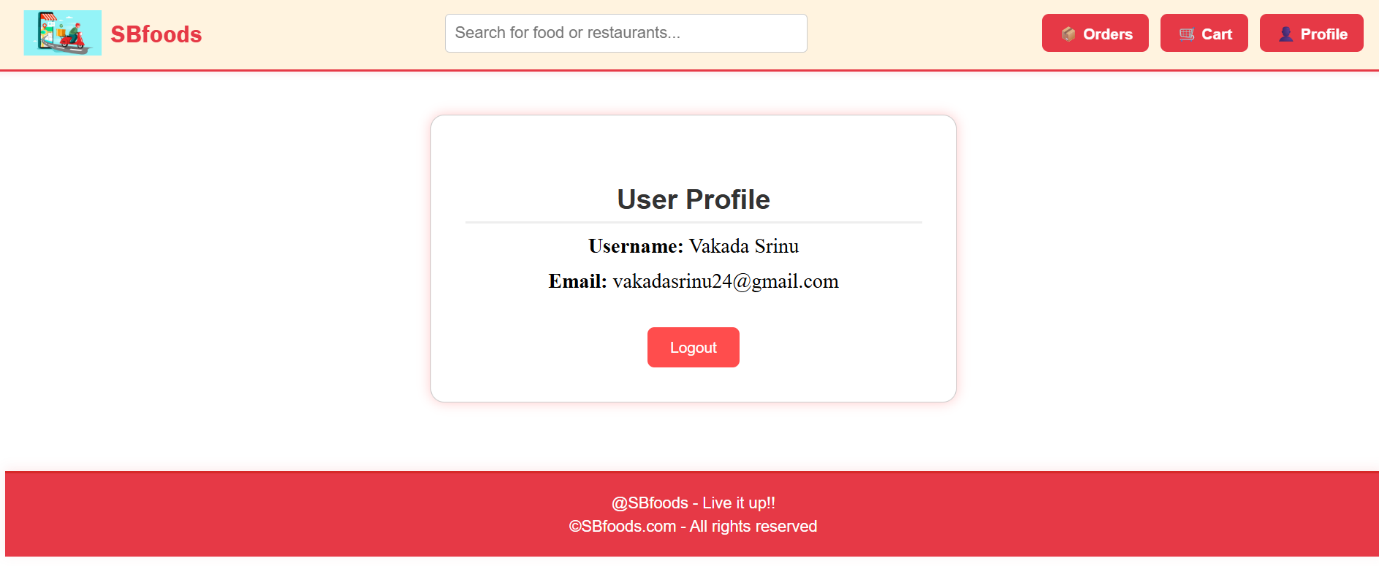 SBfoods
Search for food or restaurants...
Orders
Cart
Profile
User Profile
Username: Vakada Srinu
Email: vakadasrinu24@gmail.com
Logout
@SBfoods - Live it up!!
©SBfoods.com - All rights reserved